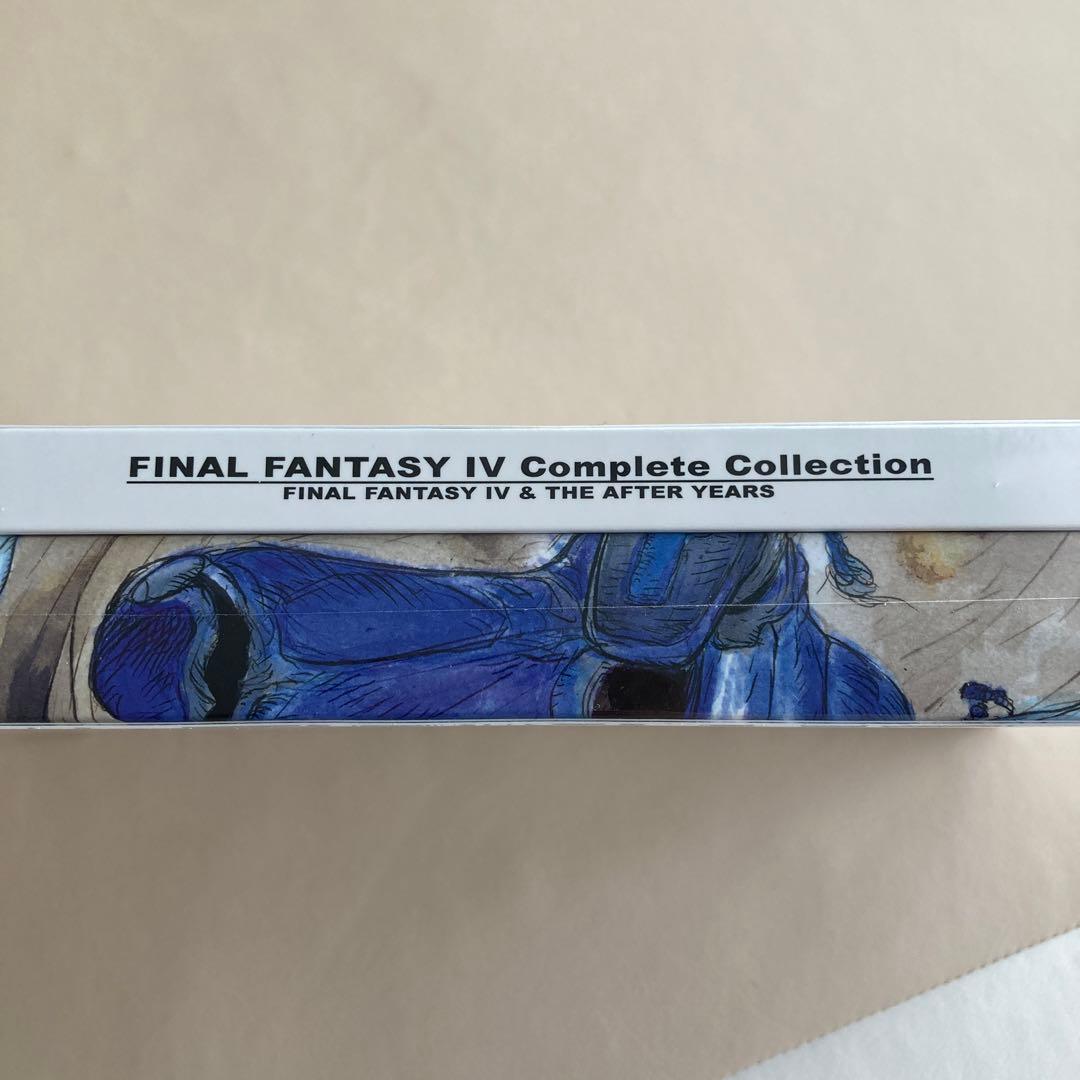 FINAL FANTASY IV Complete Collection
FINAL FANTASY IV & THE AFTER YEARS